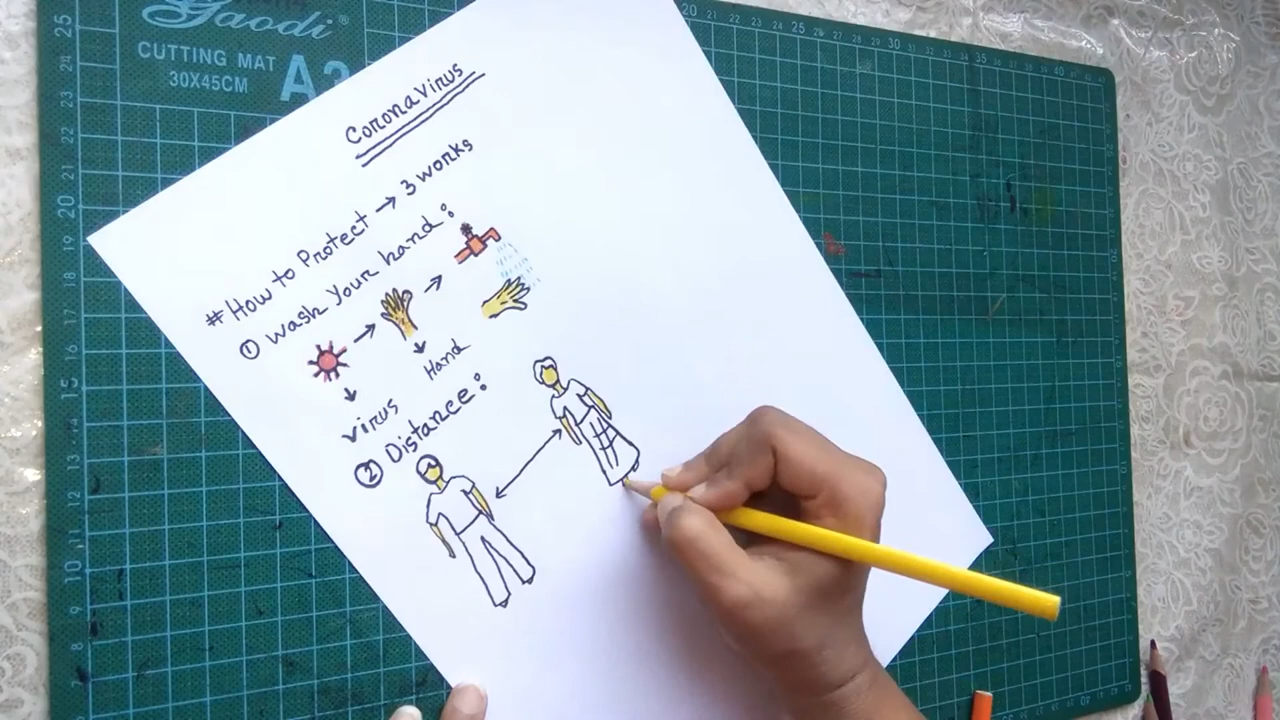 Gaodi®
CUTTING MAT
30X45CM
A3
Coronavirus
# How to Protect → 3 works
① Wash Your hand:
Hand
virus
② Distance: